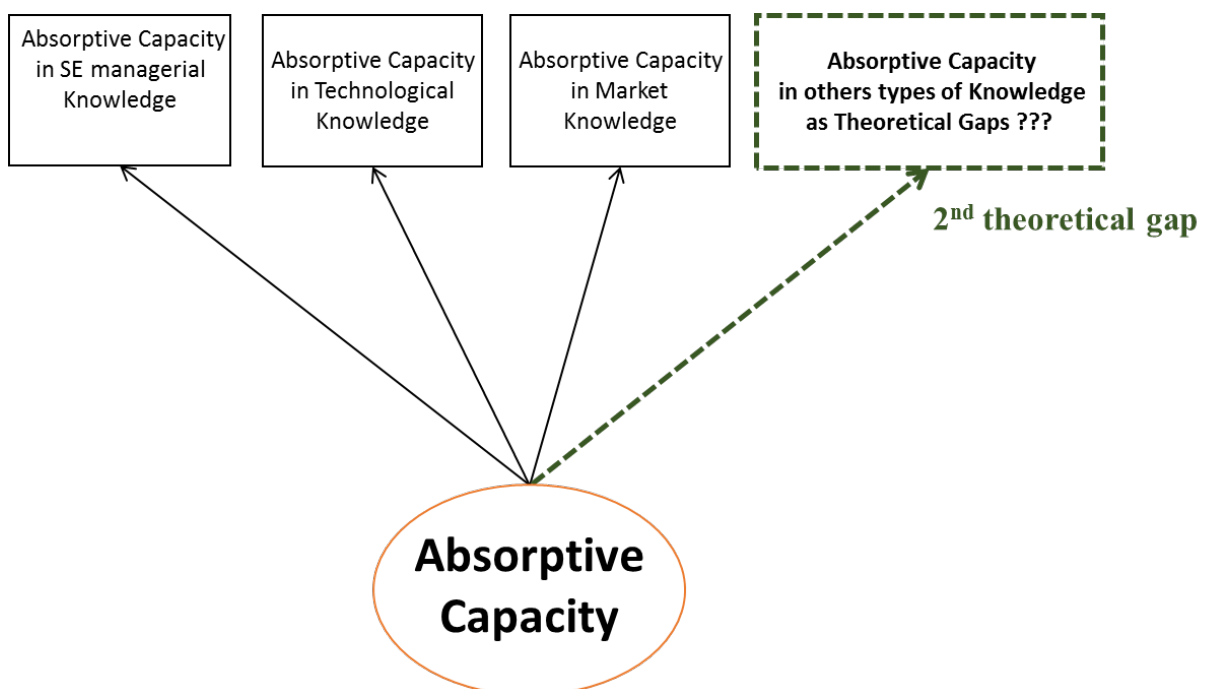 Absorptive Capacity
in SE managerial
Knowledge
Absorptive Capacity
in Technological
Knowledge
Absorptive Capacity
in Market
Knowledge
Absorptive Capacity
in others types of Knowledge
as Theoretical Gaps ???
2nd theoretical gap
Absorptive
Capacity